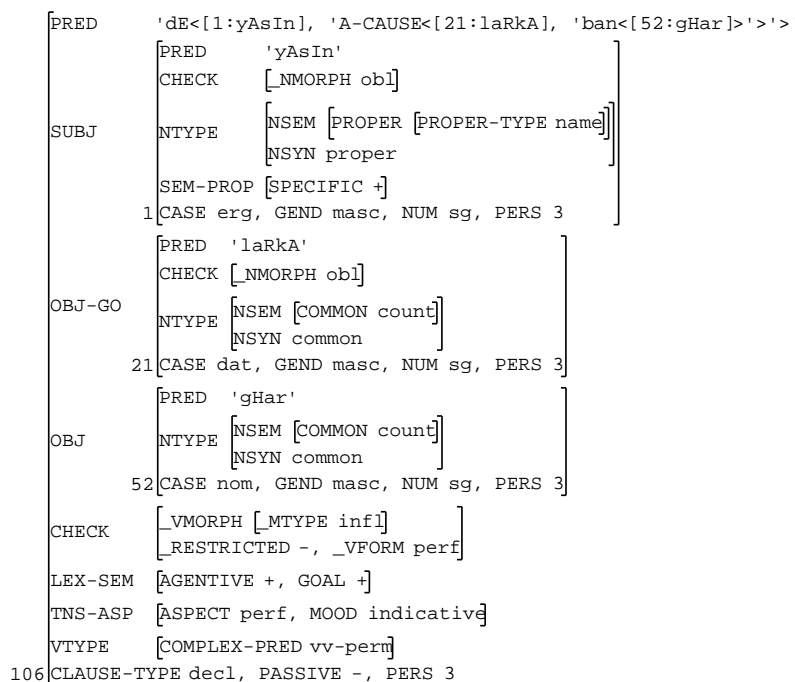 PRED 'dE<[1:yAsIn], 'A-CAUSE<[21:laRkA], 'ban<[52:gHar]>'>'>
PRED 'yAsIn'
CHECK [_NMORPH obl]
SUBJ NTYPE [NSEM [PROPER [PROPER-TYPE name]]
NSYN proper]
SEM-PROP [SPECIFIC +]
1[CASE erg, GEND masc, NUM sg, PERS 3]
PRED 'laRkA'
CHECK [_NMORPH obl]
OBJ-GO NTYPE [NSEM [COMMON count]
NSYN common]
21[CASE dat, GEND masc, NUM sg, PERS 3]
PRED 'gHar'
OBJ NTYPE [NSEM [COMMON count]
NSYN common]
52[CASE nom, GEND masc, NUM sg, PERS 3]
CHECK [_VMORPH [_MTYPE infl]
_RESTRICTED -, _VFORM perf]
LEX-SEM [AGENTIVE +, GOAL +]
TNS-ASP [ASPECT perf, MOOD indicative]
VTYPE [COMPLEX-PRED vv-perm]
106[CLAUSE-TYPE decl, PASSIVE -, PERS 3